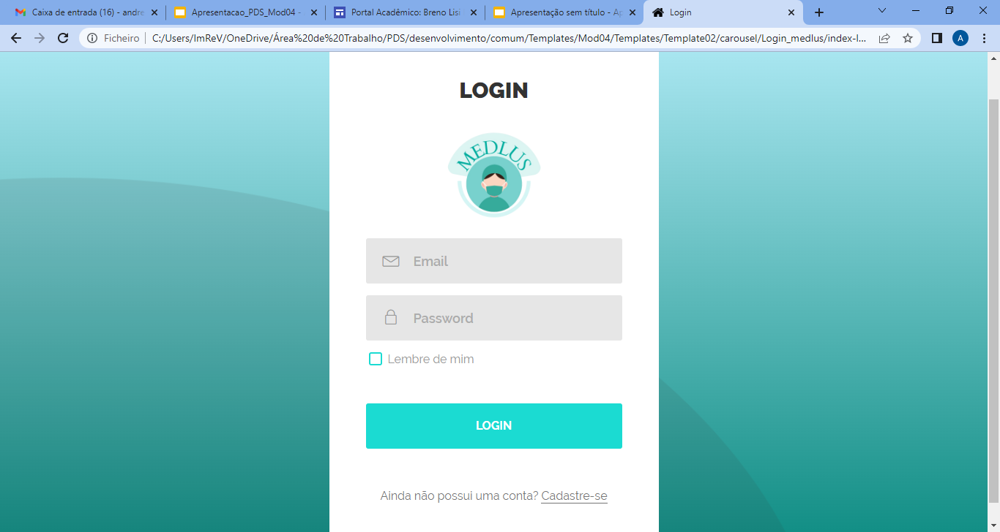 Caixa de entrada (16) - andre
Apresentacao_PDS_Mod04 -
Portal Acadêmico: Breno Lisi
Apresentação sem título - Ap
Login
Ficheiro
C:/Users/ImReV/OneDrive/Área%20de%20Trabalho/PDS/desenvolvimento/comum/Templates/Mod04/Templates/Template02/carousel/Login_medlus/index-l...
A
LOGIN
MEDLUS
Email
Password
Lembre de mim
LOGIN
Ainda não possui uma conta? Cadastre-se